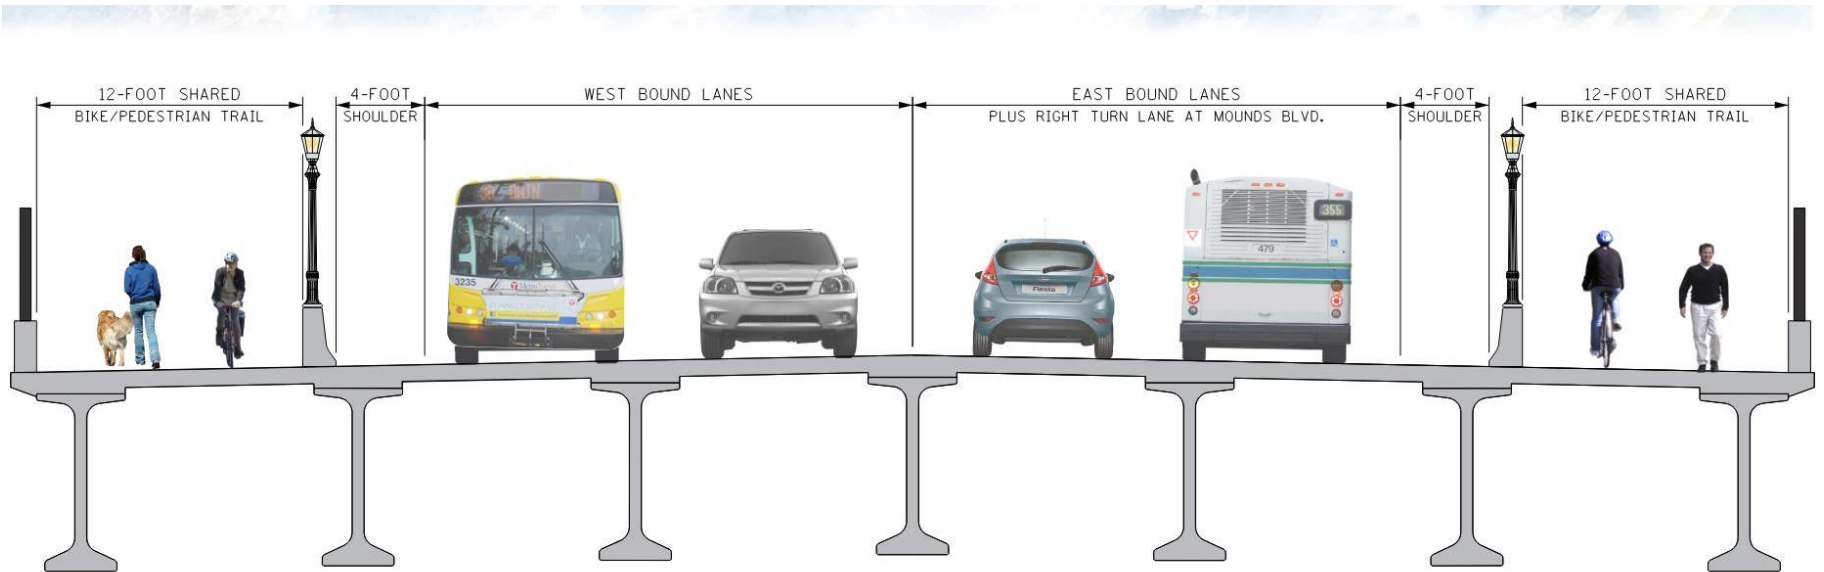 12-FOOT SHARED
BIKE/PEDESTRIAN TRAIL
4-FOOT
SHOULDER
WEST BOUND LANES
EAST BOUND LANES
PLUS RIGHT TURN LANE AT MOUNDS BLVD.
4-FOOT
SHOULDER
12-FOOT SHARED
BIKE/PEDESTRIAN TRAIL
3235
Fiesta
355
479